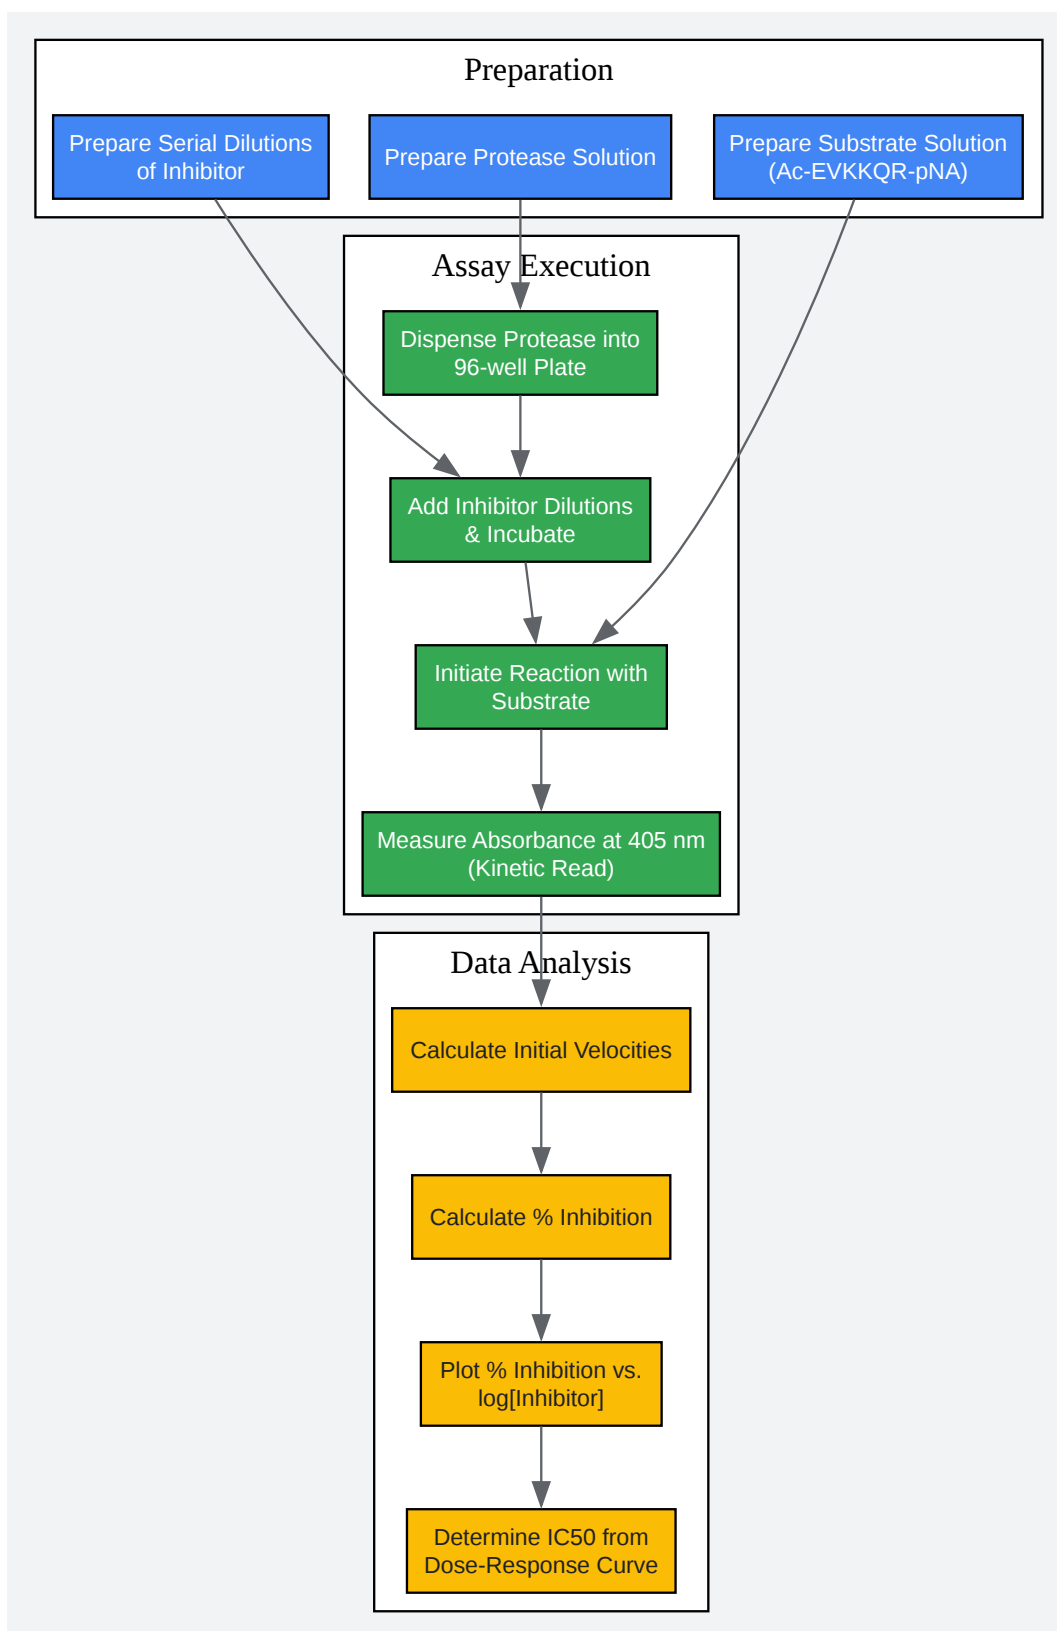 Preparation
Prepare Serial Dilutions
of Inhibitor
Prepare Protease Solution
Prepare Substrate Solution
(Ac-EVKKQR-pNA)
Assay Execution
Dispense Protease into
96-well Plate
Add Inhibitor Dilutions
& Incubate
Initiate Reaction with
Substrate
Measure Absorbance at 405 nm
(Kinetic Read)
Data Analysis
Calculate Initial Velocities
Calculate % Inhibition
Plot % Inhibition vs.
log[Inhibitor]
Determine IC50 from
Dose-Response Curve